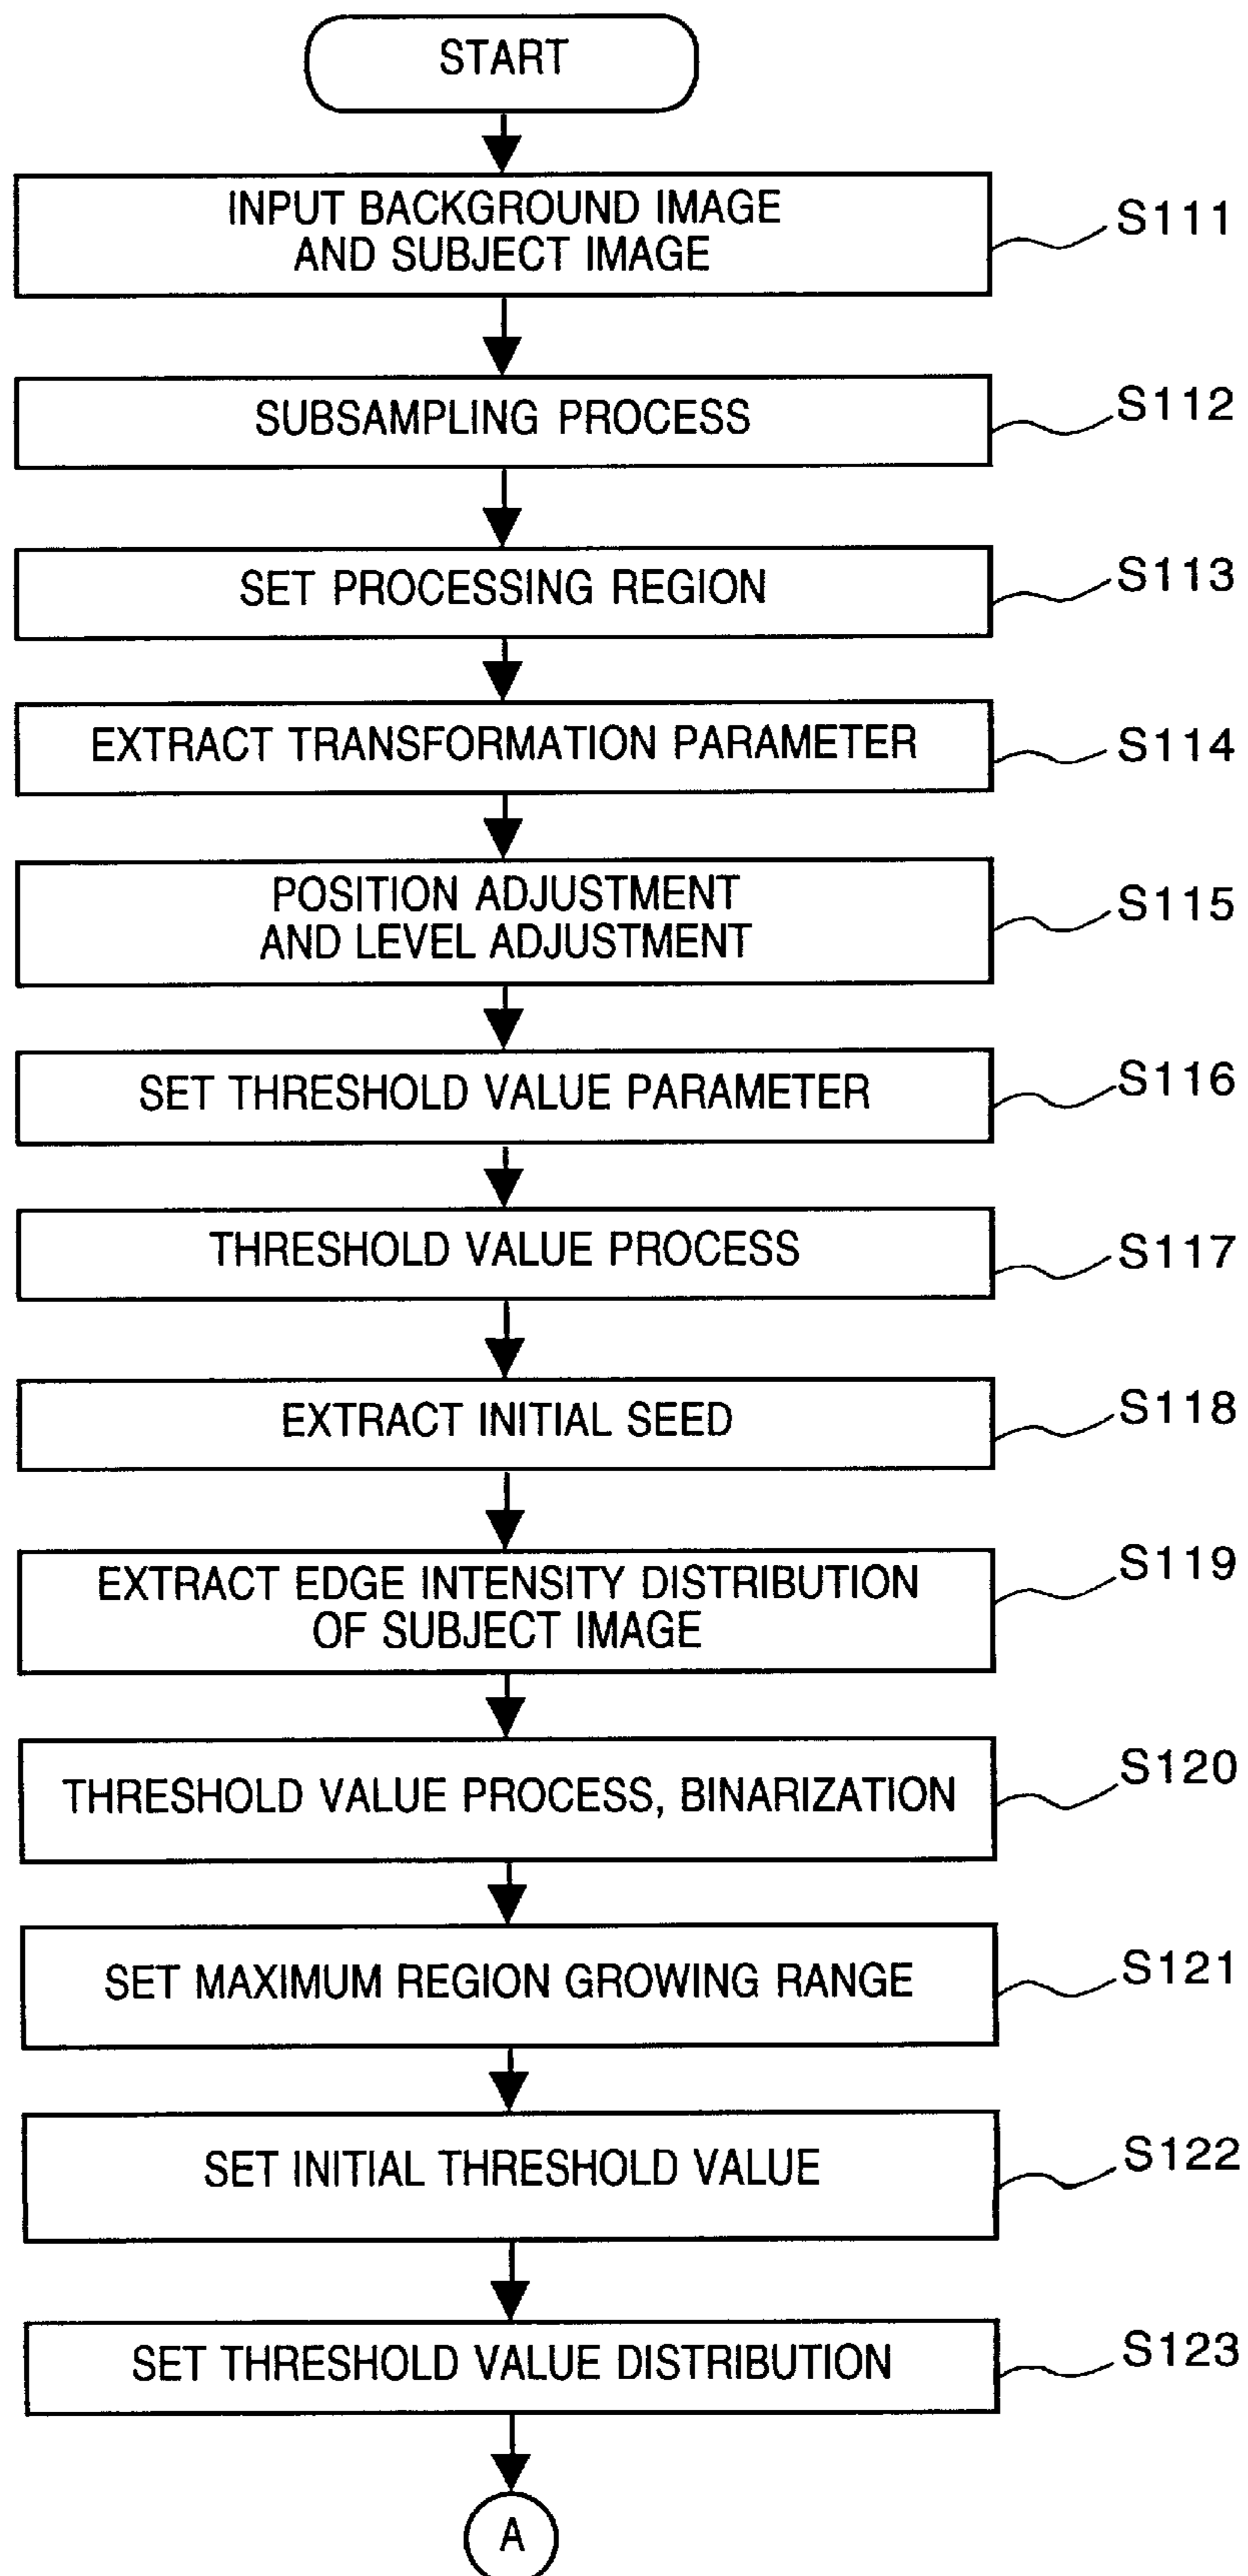 START
INPUT BACKGROUND IMAGE
AND SUBJECT IMAGE
S111
SUBSAMPLING PROCESS
S112
SET PROCESSING REGION
S113
EXTRACT TRANSFORMATION PARAMETER
S114
POSITION ADJUSTMENT
AND LEVEL ADJUSTMENT
S115
SET THRESHOLD VALUE PARAMETER
S116
THRESHOLD VALUE PROCESS
S117
EXTRACT INITIAL SEED
S118
EXTRACT EDGE INTENSITY DISTRIBUTION
OF SUBJECT IMAGE
S119
THRESHOLD VALUE PROCESS, BINARIZATION
S120
SET MAXIMUM REGION GROWING RANGE
S121
SET INITIAL THRESHOLD VALUE
S122
SET THRESHOLD VALUE DISTRIBUTION
S123
A